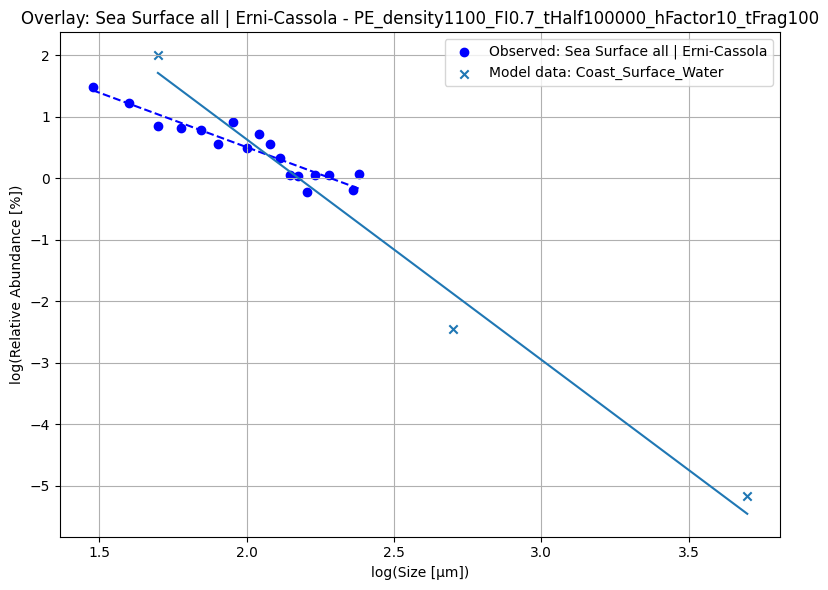 Overlay: Sea Surface all | Erni-Cassola - PE_density1100_FI0.7_tHalf100000_hFactor10_tFrag100
Observed: Sea Surface all | Erni-Cassola
Model data: Coast_Surface_Water
log(Relative Abundance [%])
2
1
0
−1
−2
−3
−4
−5
1.5 2.0 2.5 3.0 3.5
log(Size [μm])